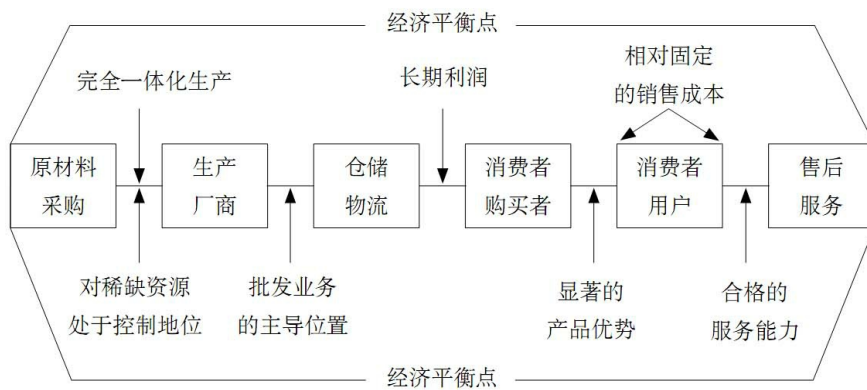 经济平衡点
完全一体化生产
长期利润
相对固定
的销售成本
原材料
采购
生产
厂商
仓储
物流
消费者
购买者
消费者
用户
售后
服务
对稀缺资源
处于控制地位
批发业务
的主导位置
显著的
产品优势
合格的
服务能力
经济平衡点